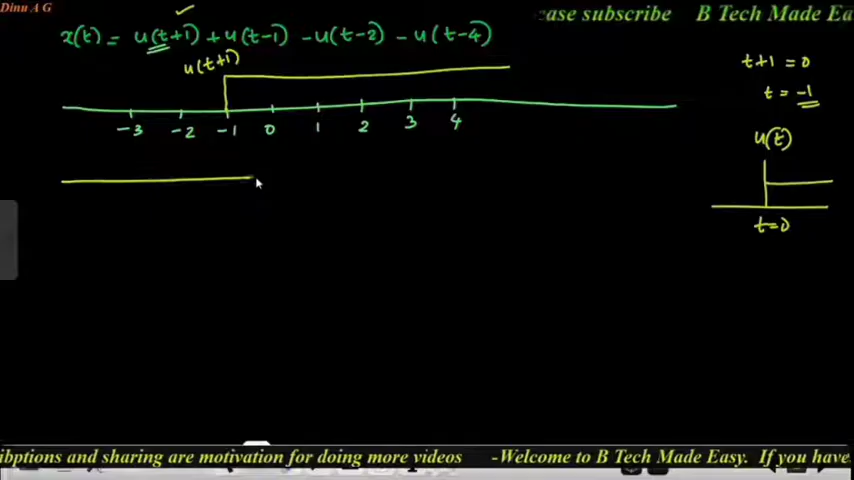 Dinu A G
:ase subscribe B Tech Made Ea
x(t) = u(t+1) + u(t-1) - u(t-2) - u(t-4)
u(t+1)
t+1 = 0
t = -1
-3 -2 -1 0 1 2 3 4
u(t)
t=0
ibptions and sharing are motivation for doing more videos -Welcome to B Tech Made Easy. If you have